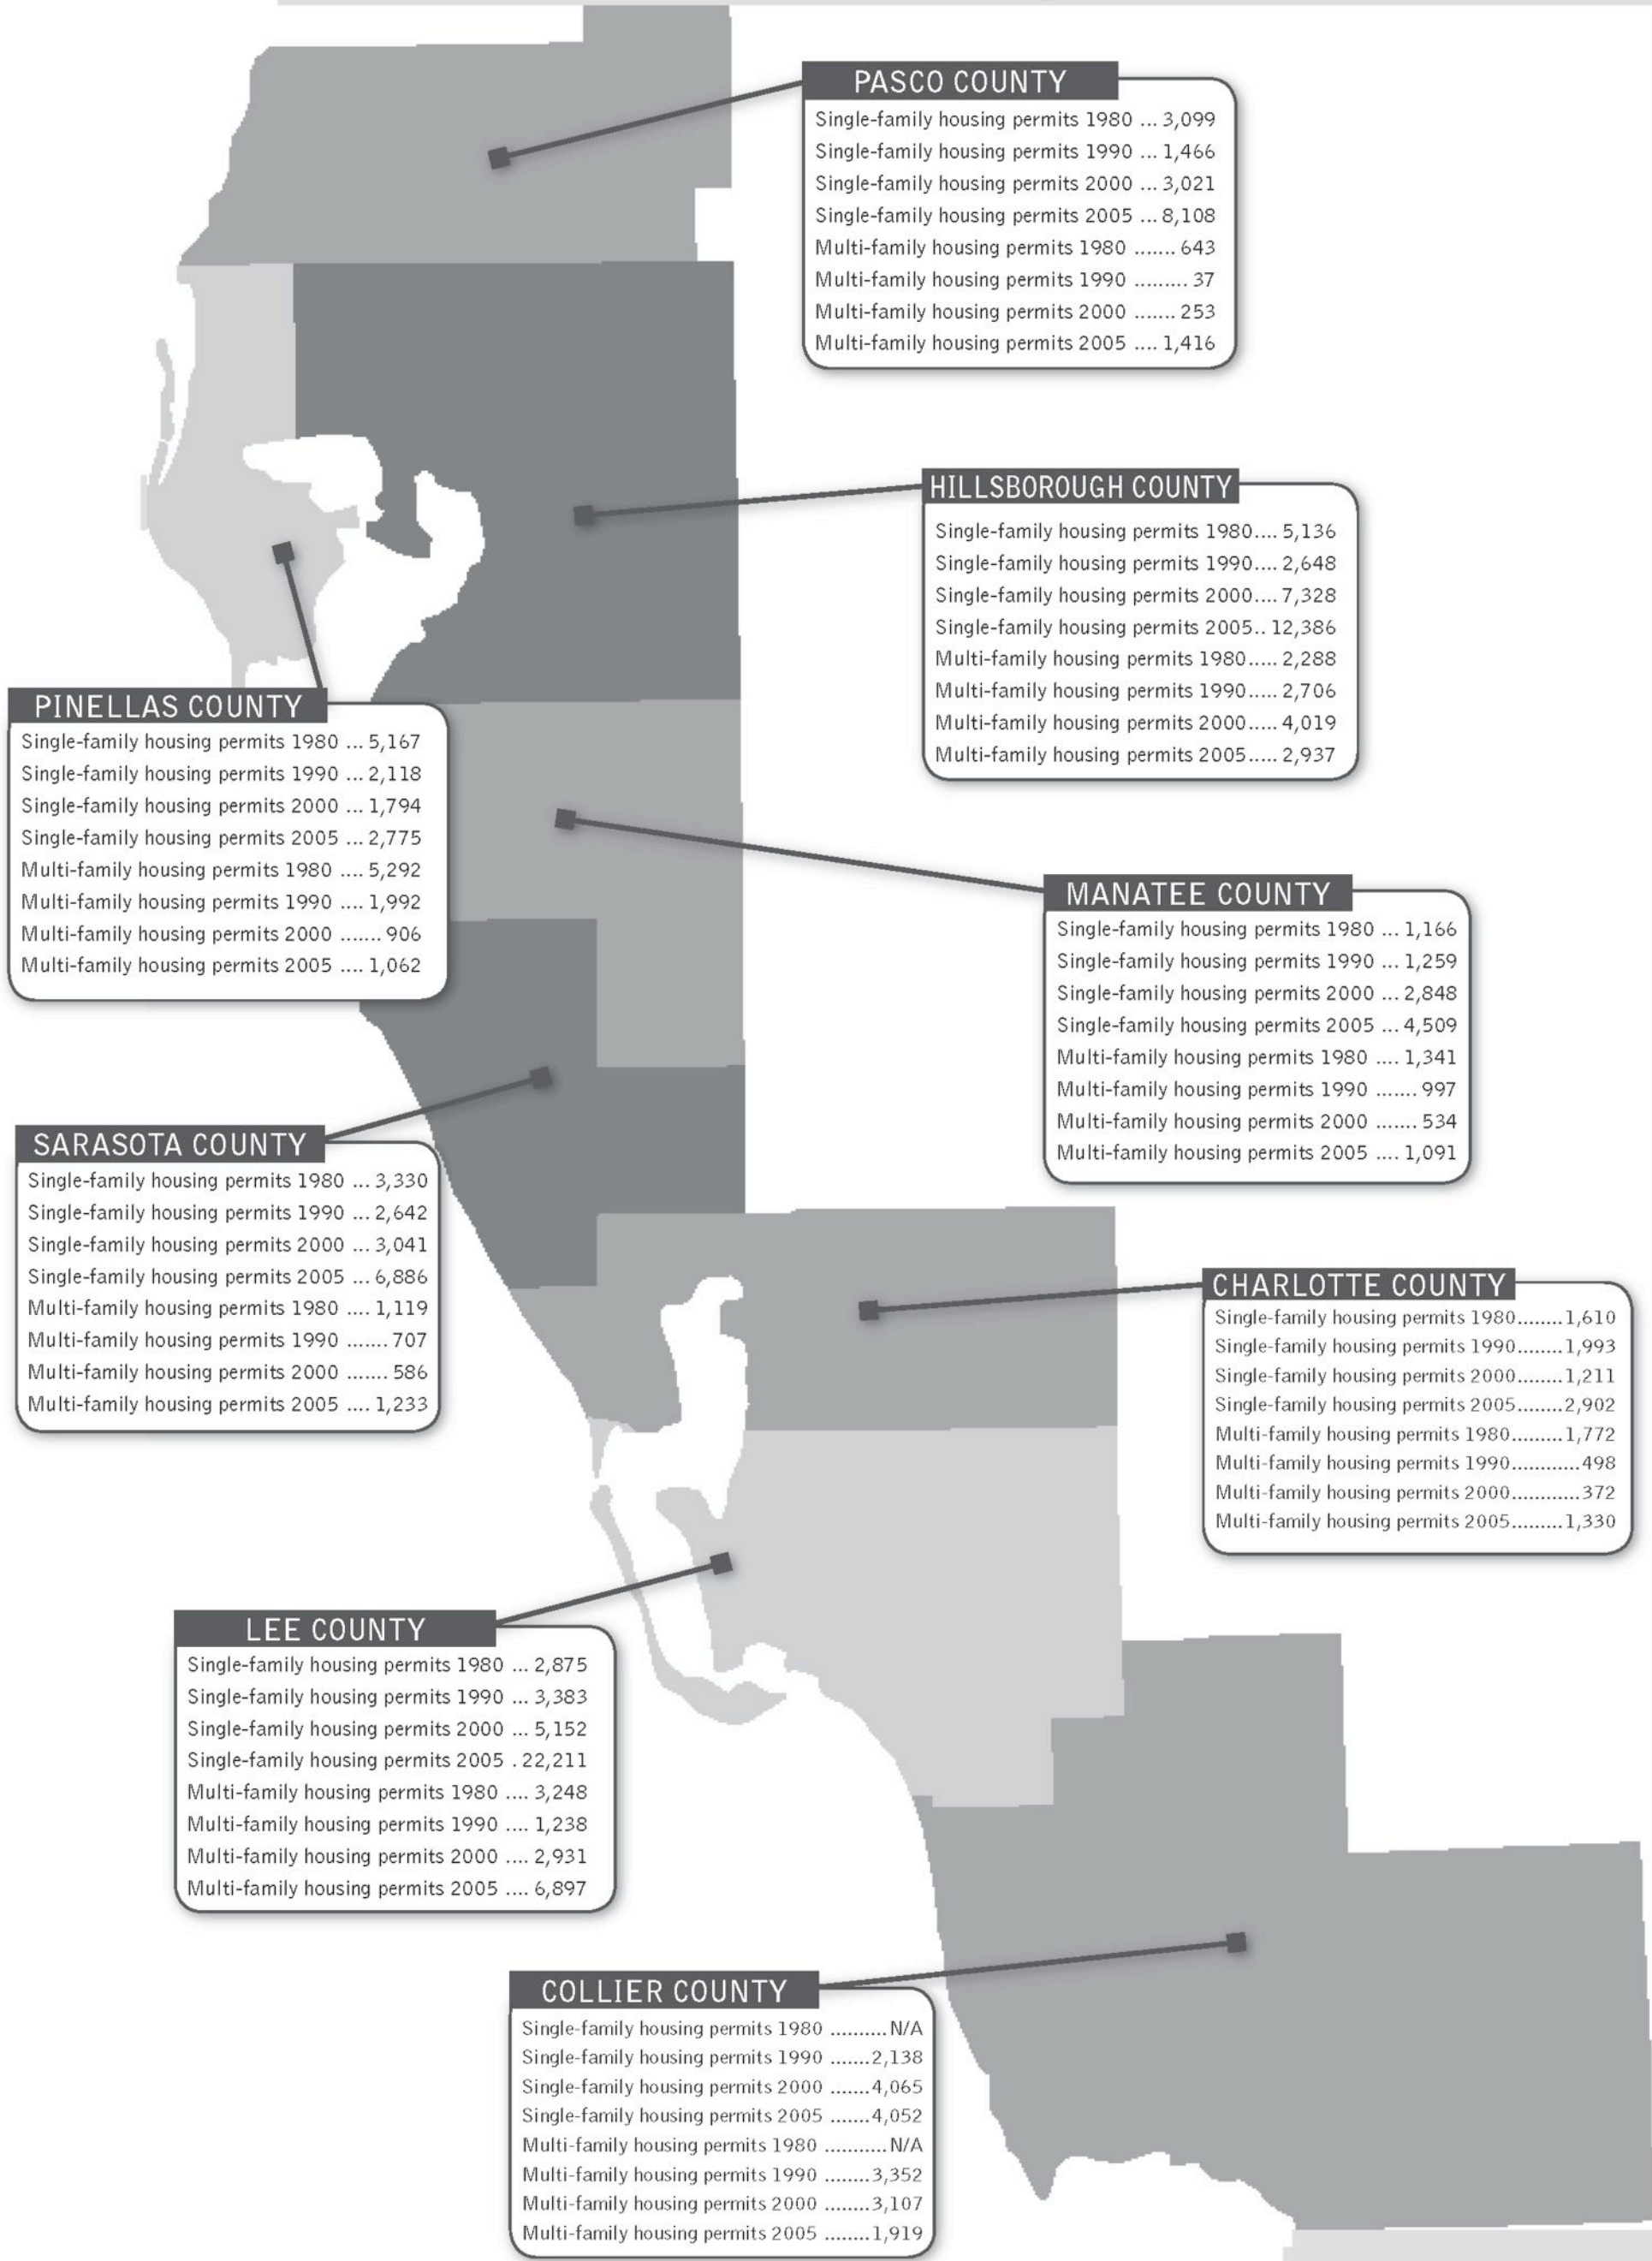 PASCO COUNTY
Single-family housing permits 1980 ... 3,099
Single-family housing permits 1990 ... 1,466
Single-family housing permits 2000 ... 3,021
Single-family housing permits 2005 ... 8,108
Multi-family housing permits 1980 ....... 643
Multi-family housing permits 1990 ......... 37
Multi-family housing permits 2000 ....... 253
Multi-family housing permits 2005 .... 1,416
HILLSBOROUGH COUNTY
Single-family housing permits 1980.... 5,136
Single-family housing permits 1990.... 2,648
Single-family housing permits 2000.... 7,328
Single-family housing permits 2005.. 12,386
Multi-family housing permits 1980..... 2,288
Multi-family housing permits 1990..... 2,706
Multi-family housing permits 2000..... 4,019
Multi-family housing permits 2005..... 2,937
PINELLAS COUNTY
Single-family housing permits 1980 ... 5,167
Single-family housing permits 1990 ... 2,118
Single-family housing permits 2000 ... 1,794
Single-family housing permits 2005 ... 2,775
Multi-family housing permits 1980 .... 5,292
Multi-family housing permits 1990 .... 1,992
Multi-family housing permits 2000 ....... 906
Multi-family housing permits 2005 .... 1,062
MANATEE COUNTY
Single-family housing permits 1980 ... 1,166
Single-family housing permits 1990 ... 1,259
Single-family housing permits 2000 ... 2,848
Single-family housing permits 2005 ... 4,509
Multi-family housing permits 1980 .... 1,341
Multi-family housing permits 1990 ....... 997
Multi-family housing permits 2000 ....... 534
Multi-family housing permits 2005 .... 1,091
SARASOTA COUNTY
Single-family housing permits 1980 ... 3,330
Single-family housing permits 1990 ... 2,642
Single-family housing permits 2000 ... 3,041
Single-family housing permits 2005 ... 6,886
Multi-family housing permits 1980 .... 1,119
Multi-family housing permits 1990 ....... 707
Multi-family housing permits 2000 ....... 586
Multi-family housing permits 2005 .... 1,233
CHARLOTTE COUNTY
Single-family housing permits 1980........1,610
Single-family housing permits 1990........1,993
Single-family housing permits 2000........1,211
Single-family housing permits 2005........2,902
Multi-family housing permits 1980.........1,772
Multi-family housing permits 1990............498
Multi-family housing permits 2000............372
Multi-family housing permits 2005.........1,330
LEE COUNTY
Single-family housing permits 1980 ... 2,875
Single-family housing permits 1990 ... 3,383
Single-family housing permits 2000 ... 5,152
Single-family housing permits 2005 . 22,211
Multi-family housing permits 1980 .... 3,248
Multi-family housing permits 1990 .... 1,238
Multi-family housing permits 2000 .... 2,931
Multi-family housing permits 2005 .... 6,897
COLLIER COUNTY
Single-family housing permits 1980 ..........N/A
Single-family housing permits 1990 .......2,138
Single-family housing permits 2000 .......4,065
Single-family housing permits 2005 .......4,052
Multi-family housing permits 1980 ...........N/A
Multi-family housing permits 1990 ........3,352
Multi-family housing permits 2000 ........3,107
Multi-family housing permits 2005 ........1,919